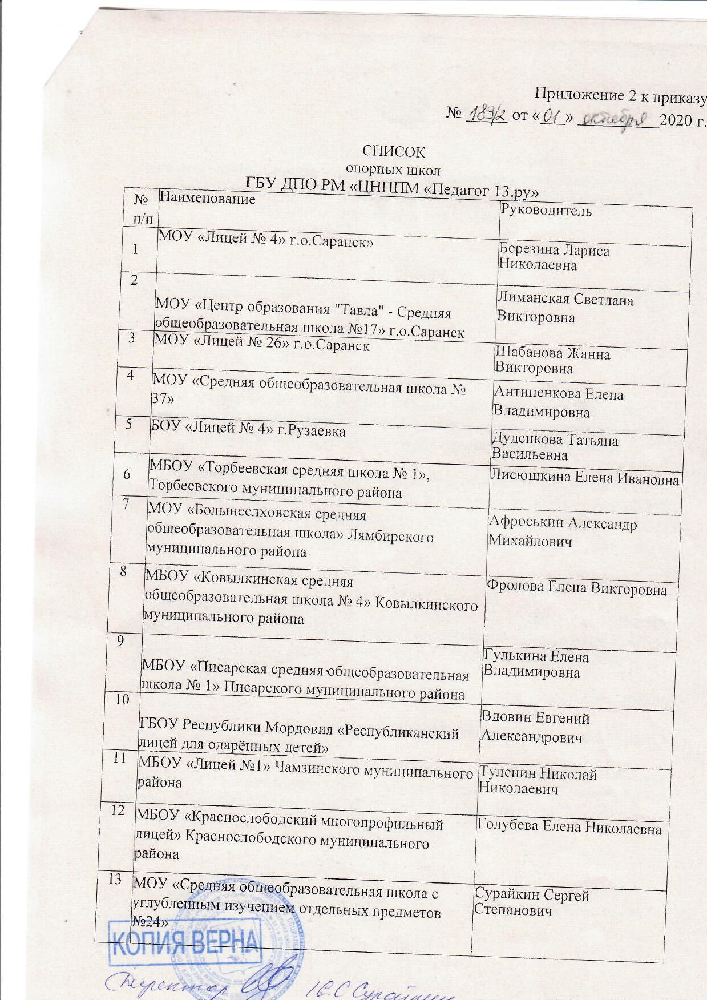 Приложение 2 к приказу
№ 189/2 от «01» октября 2020 г.
СПИСОК
опорных школ
ГБУ ДПО РМ «ЦНППМ «Педагог 13.ру»
№ п/п Наименование Руководитель
1 МОУ «Лицей № 4» г.о.Саранск» Березина Лариса
Николаевна
2 Лиманская Светлана
МОУ «Центр образования "Тавла" - Средняя Викторовна
общеобразовательная школа №17» г.о.Саранск
3 МОУ «Лицей № 26» г.о.Саранск Шабанова Жанна
Викторовна
4 МОУ «Средняя общеобразовательная школа № Антипенкова Елена
37» Владимировна
5 БОУ «Лицей № 4» г.Рузаевка Дуденкова Татьяна
Васильевна
6 МБОУ «Торбеевская средняя школа № 1», Лисюшкина Елена Ивановна
Торбеевского муниципального района
7 МОУ «Большеелховская средняя Афроськин Александр
общеобразовательная школа» Лямбирского Михайлович
муниципального района
8 МБОУ «Ковылкинская средняя Фролова Елена Викторовна
общеобразовательная школа № 4» Ковылкинского
муниципального района
9 Гулькина Елена
МБОУ «Писарская средняя общеобразовательная Владимировна
школа № 1» Писарского муниципального района
10 Вдовин Евгений
ГБОУ Республики Мордовия «Республиканский Александрович
лицей для одарённых детей»
11 МБОУ «Лицей №1» Чамзинского муниципального Туленин Николай
района Николаевич
12 МБОУ «Краснослободский многопрофильный Голубева Елена Николаевна
лицей» Краснослободского муниципального
района
13 МОУ «Средняя общеобразовательная школа с Сурайкин Сергей
углубленным изучением отдельных предметов Степанович
№24»
КОПИЯ ВЕРНА
Директор